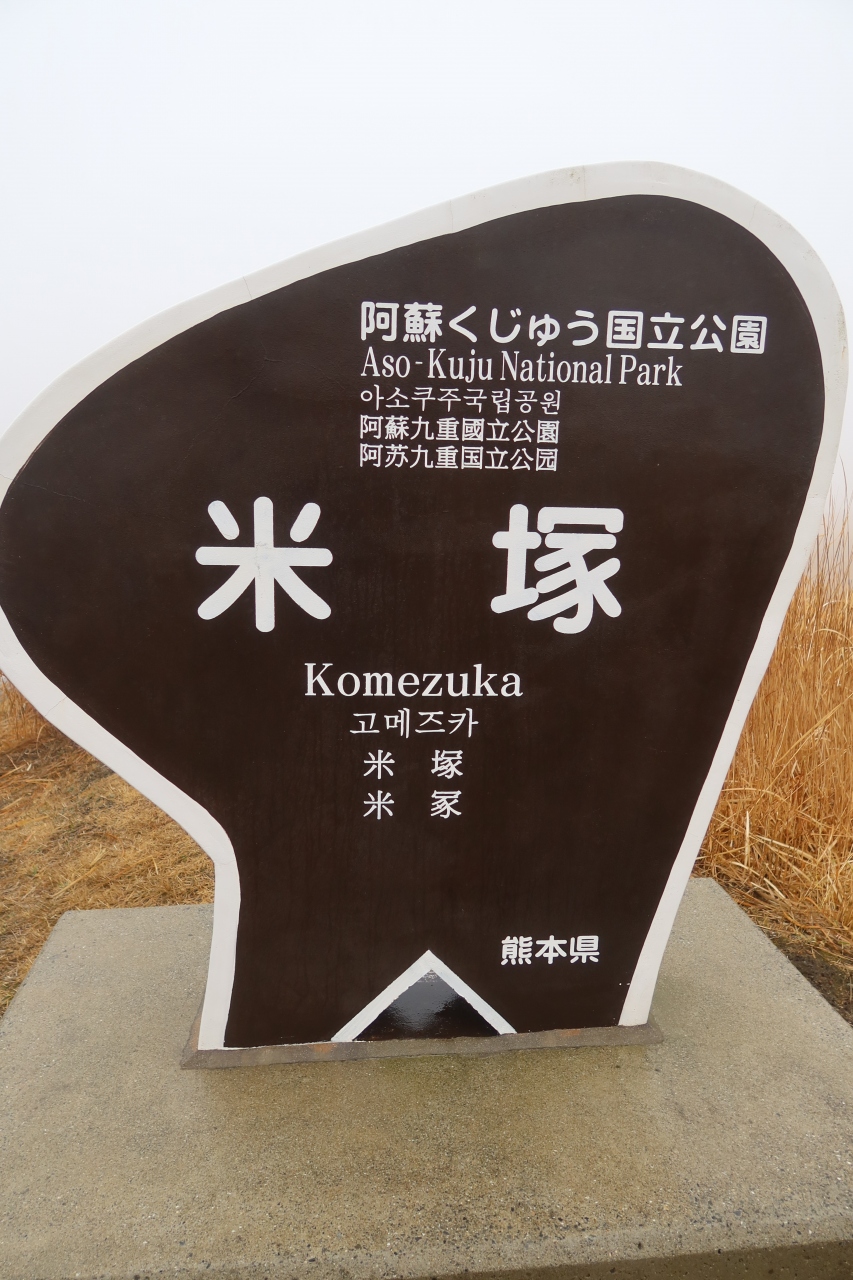 阿蘇くじゅう国立公園
Aso-Kuju National Park
아소쿠주국립공원
阿蘇九重國立公園
阿苏九重国立公园
米 塚
Komezuka
고메즈카
米 塚
米 冢
熊本県